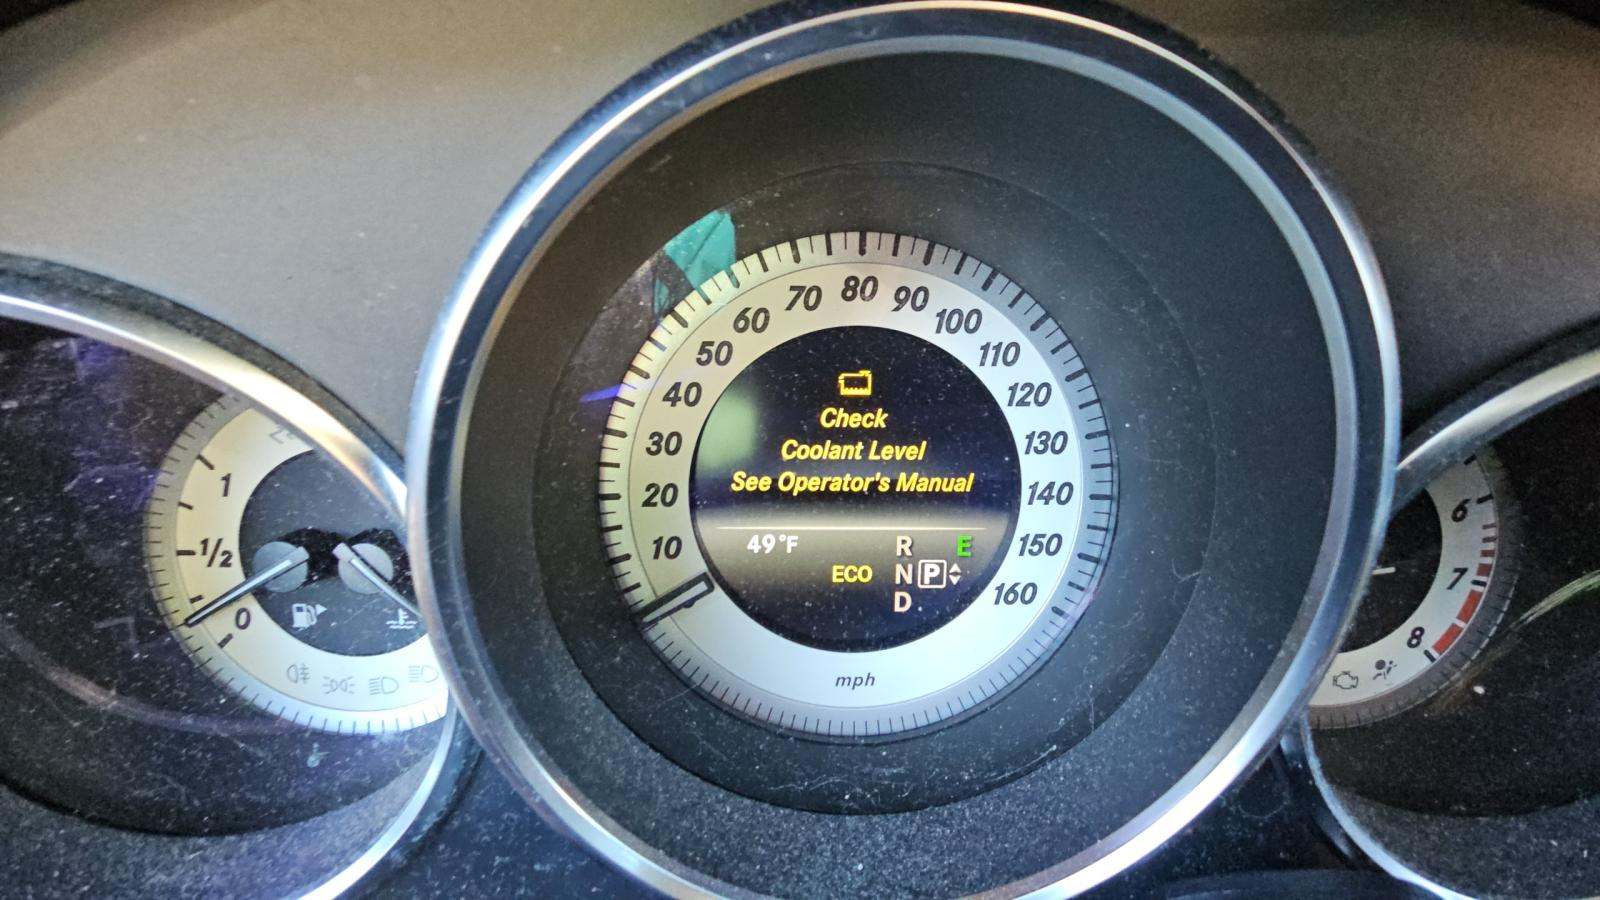 Check
Coolant Level
See Operator's Manual
49°F
R
E
ECO
N
P
D
10
20
30
40
50
60
70
80
90
100
110
120
130
140
150
160
mph
1
1/2
0
6
7
8